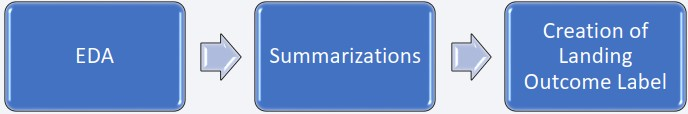 EDA
Summarizations
Creation of
Landing
Outcome Label